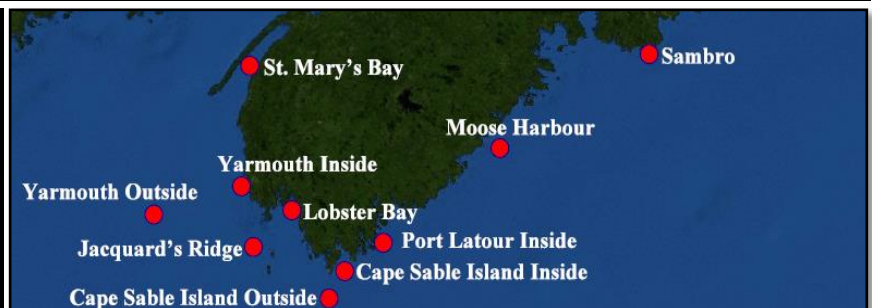 Sambro
St. Mary's Bay
Moose Harbour
Yarmouth Inside
Yarmouth Outside
Lobster Bay
Port Latour Inside
Jacquard's Ridge
Cape Sable Island Inside
Cape Sable Island Outside